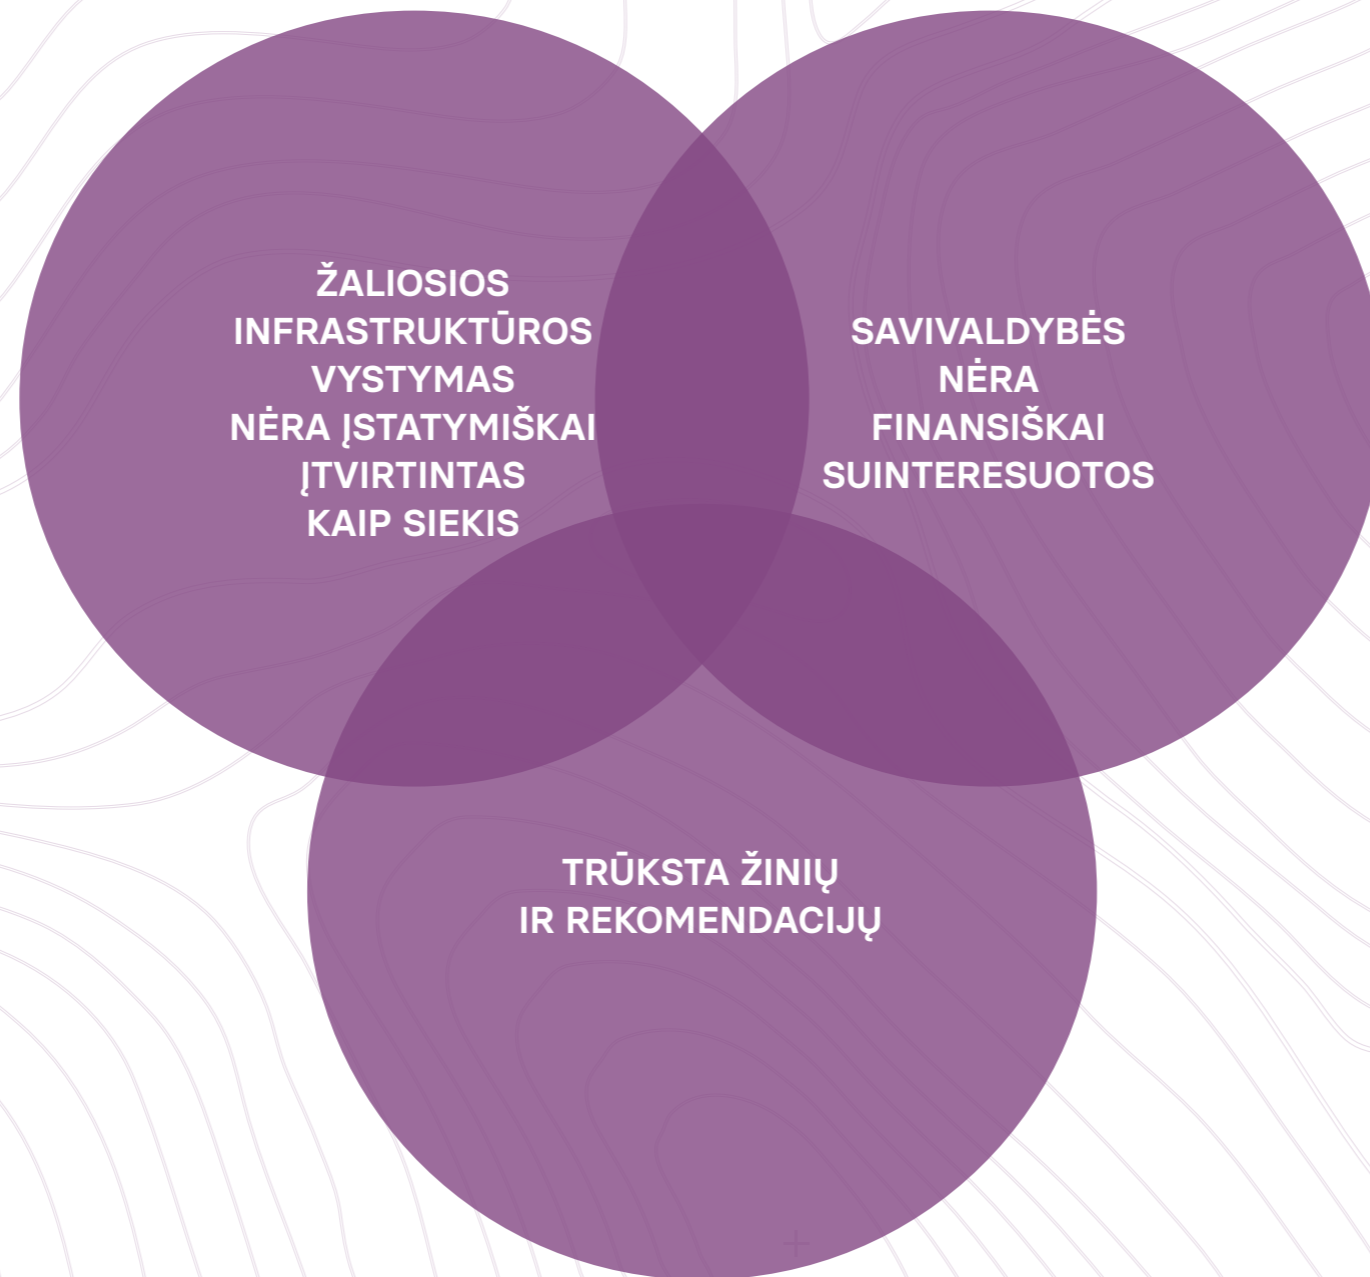 ŽALIOSIOS
INFRASTRUKTŪROS
VYSTYMAS
NĖRA ĮSTATYMIŠKAI
ĮTVIRTINTAS
KAIP SIEKIS
SAVIVALDYBĖS
NĖRA
FINANSIŠKAI
SUINTERESUOTOS
TRŪKSTA ŽINIŲ
IR REKOMENDACIJŲ